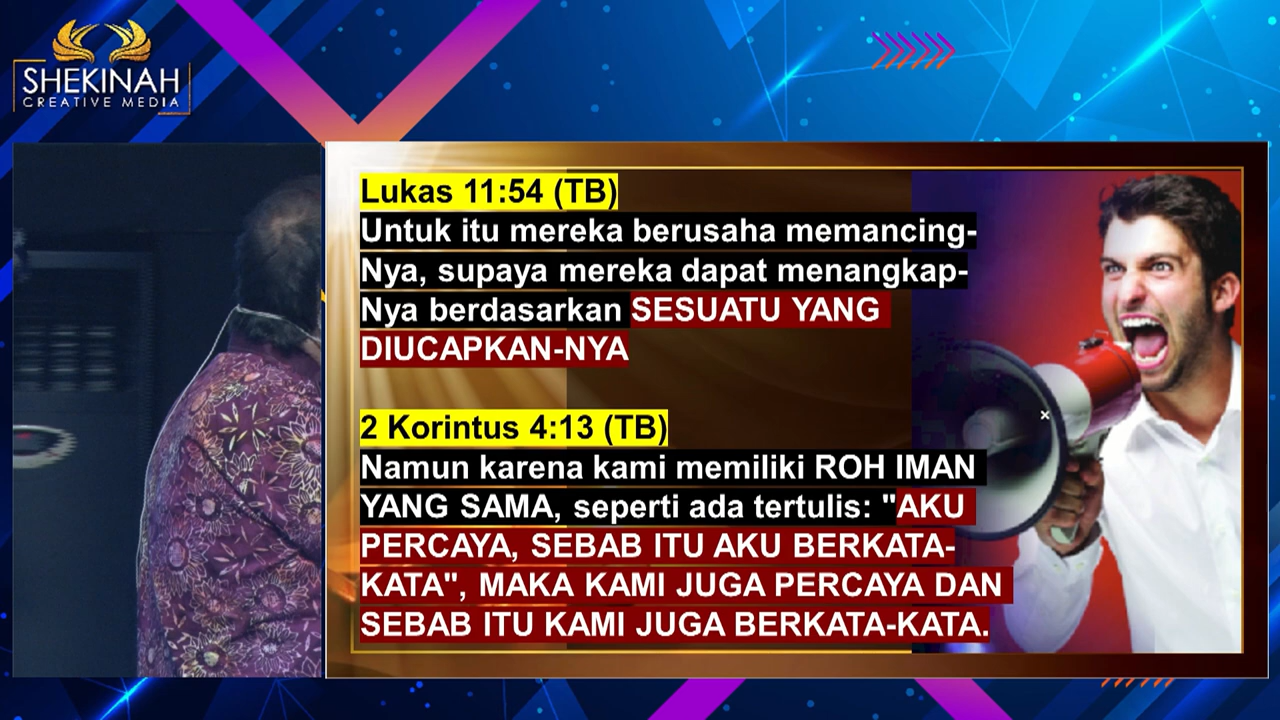 SHEKINAH
CREATIVE MEDIA
Lukas 11:54 (TB)
Untuk itu mereka berusaha memancing-
Nya, supaya mereka dapat menangkap-
Nya berdasarkan SESUATU YANG
DIUCAPKAN-NYA
2 Korintus 4:13 (TB)
Namun karena kami memiliki ROH IMAN
YANG SAMA, seperti ada tertulis: "AKU
PERCAYA, SEBAB ITU AKU BERKATA-
KATA", MAKA KAMI JUGA PERCAYA DAN
SEBAB ITU KAMI JUGA BERKATA-KATA.